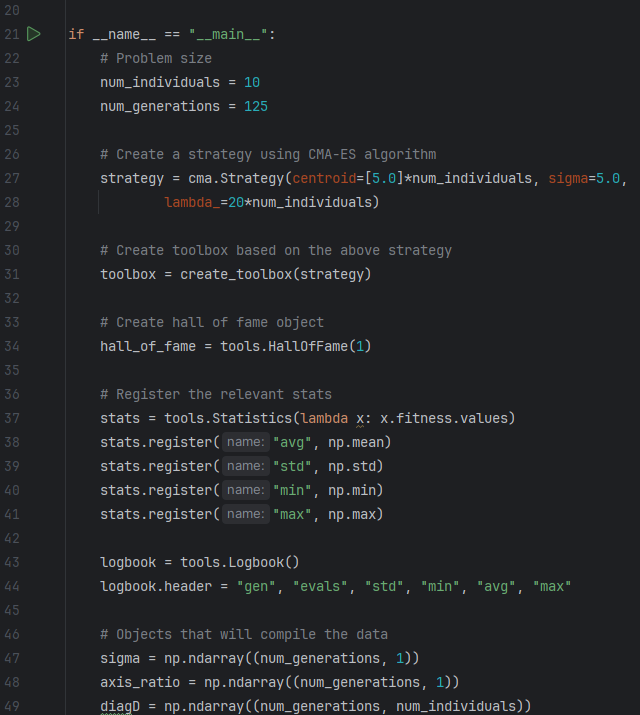 20
21 if __name__ == "__main__":
22 # Problem size
23 num_individuals = 10
24 num_generations = 125
25
26 # Create a strategy using CMA-ES algorithm
27 strategy = cma.Strategy(centroid=[5.0]*num_individuals, sigma=5.0,
28 lambda_=20*num_individuals)
29
30 # Create toolbox based on the above strategy
31 toolbox = create_toolbox(strategy)
32
33 # Create hall of fame object
34 hall_of_fame = tools.HallOfFame(1)
35
36 # Register the relevant stats
37 stats = tools.Statistics(lambda x: x.fitness.values)
38 stats.register( name: "avg", np.mean)
39 stats.register( name: "std", np.std)
40 stats.register( name: "min", np.min)
41 stats.register( name: "max", np.max)
42
43 logbook = tools.Logbook()
44 logbook.header = "gen", "evals", "std", "min", "avg", "max"
45
46 # Objects that will compile the data
47 sigma = np.ndarray((num_generations, 1))
48 axis_ratio = np.ndarray((num_generations, 1))
49 diagD = np.ndarray((num_generations, num_individuals))